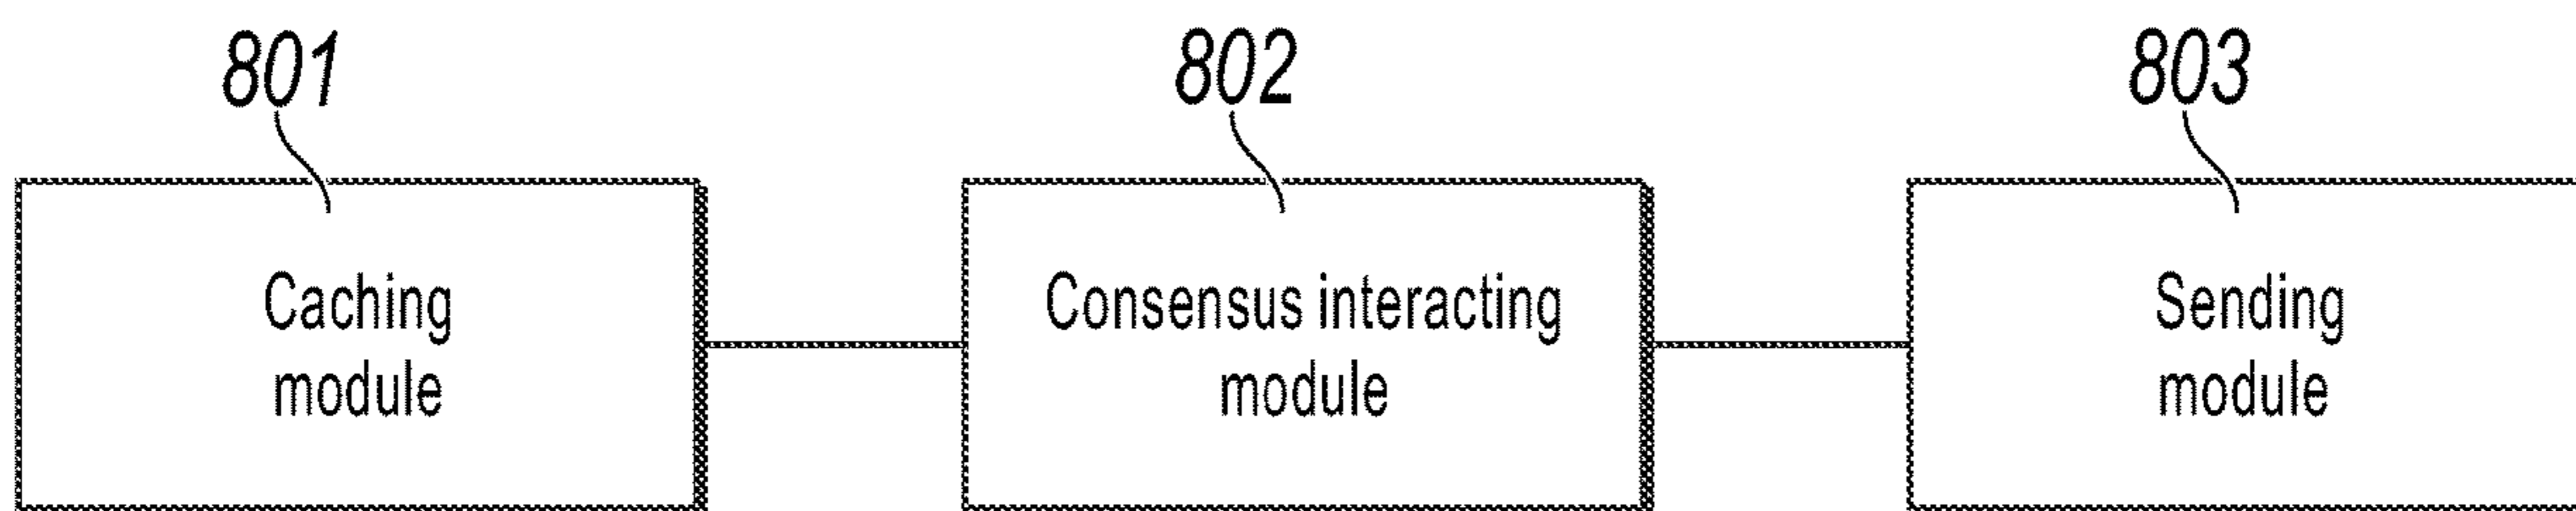 801
802
803
Caching
module
Consensus interacting
module
Sending
module